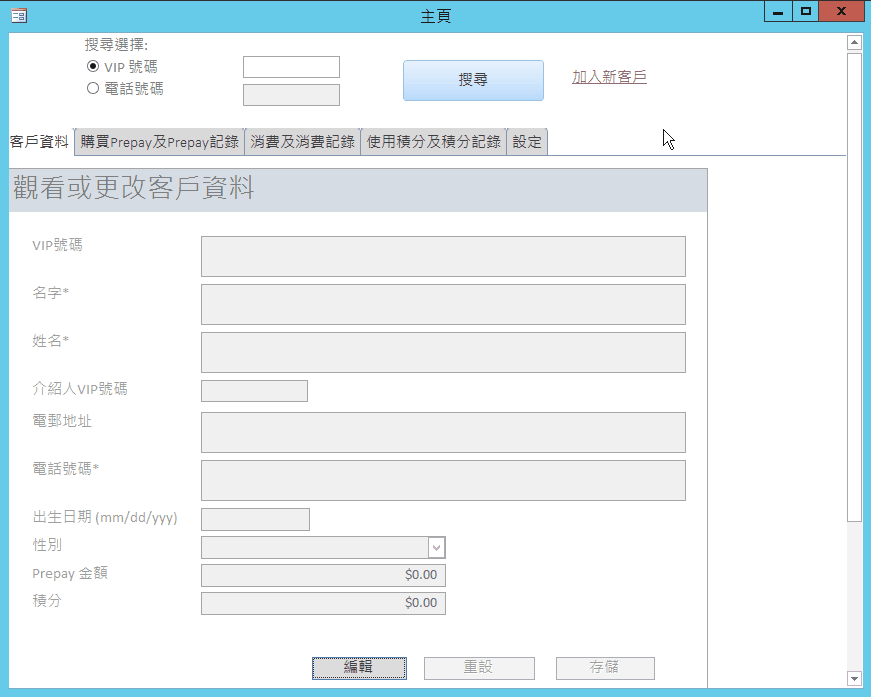 主頁
搜尋選擇:
VIP 號碼
電話號碼
搜尋
加入新客戶
客戶資料 購買Prepay及Prepay記錄 消費及消費記錄 使用積分及積分記錄 設定
觀看或更改客戶資料
VIP號碼
名字*
姓名*
介紹人VIP號碼
電郵地址
電話號碼*
出生日期 (mm/dd/yyy)
性別
Prepay 金額 $0.00
積分 $0.00
編輯 重設 存儲